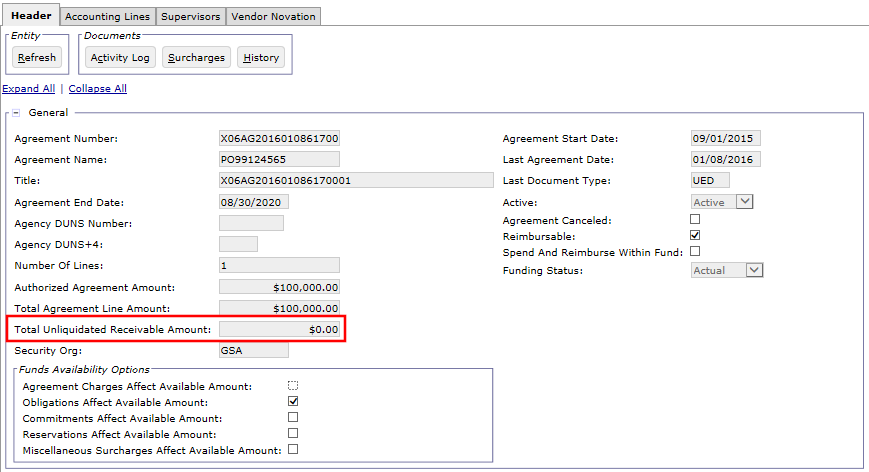 Header Accounting Lines Supervisors Vendor Novation
Entity Documents
Refresh Activity Log Surcharges History
Expand All | Collapse All
General
Agreement Number: X06AG2016010861700 Agreement Start Date: 09/01/2015
Agreement Name: PO99124565 Last Agreement Date: 01/08/2016
Title: X06AG201601086170001 Last Document Type: UED
Agreement End Date: 08/30/2020 Active: Active
Agency DUNS Number: Agreement Canceled:
Reimbursable:
Agency DUNS+4: Spend And Reimburse Within Fund:
Number Of Lines: 1 Funding Status: Actual
Authorized Agreement Amount: $100,000.00
Total Agreement Line Amount: $100,000.00
Total Unliquidated Receivable Amount: $0.00
Security Org: GSA
Funds Availability Options
Agreement Charges Affect Available Amount:
Obligations Affect Available Amount:
Commitments Affect Available Amount:
Reservations Affect Available Amount:
Miscellaneous Surcharges Affect Available Amount: